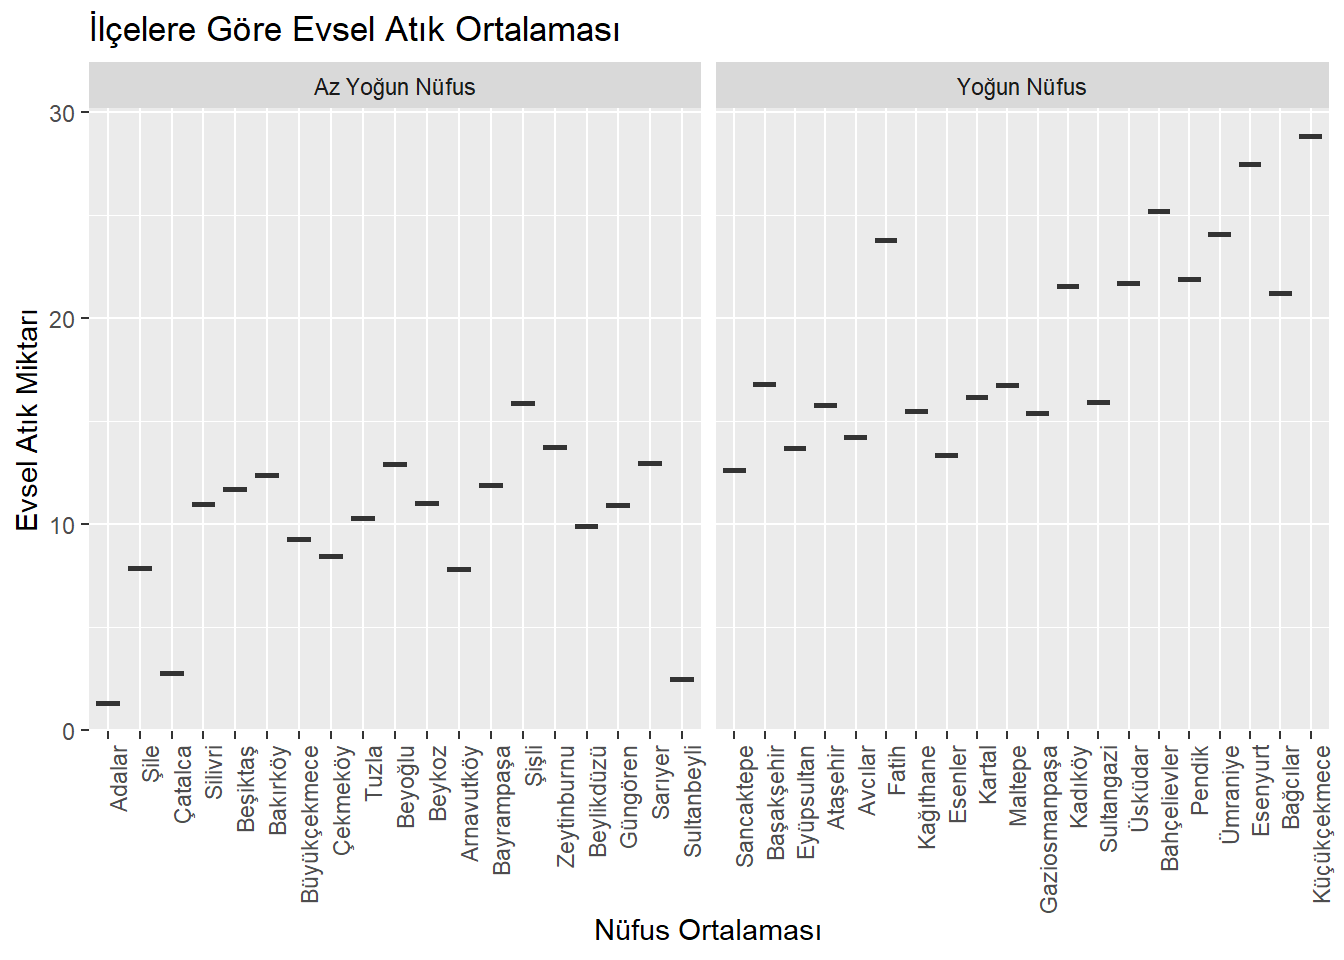 İlçelere Göre Evsel Atık Ortalaması
Az Yoğun Nüfus
Yoğun Nüfus
Evsel Atık Miktarı
30
20
10
0
Adalar
Şile
Çatalca
Silivri
Beşiktaş
Bakırköy
Büyükçekmece
Çekmeköy
Tuzla
Beyoğlu
Beykoz
Arnavutköy
Bayrampaşa
Şişli
Zeytinburnu
Beylikdüzü
Güngören
Sarıyer
Sultanbeyli
Sancaktepe
Başakşehir
Eyüpsultan
Ataşehir
Avcılar
Fatih
Kağıthane
Esenler
Kartal
Maltepe
Gaziosmanpaşa
Kadıköy
Sultangazi
Üsküdar
Bahçelievler
Pendik
Ümraniye
Esenyurt
Bağcılar
Küçükçekmece
Nüfus Ortalaması